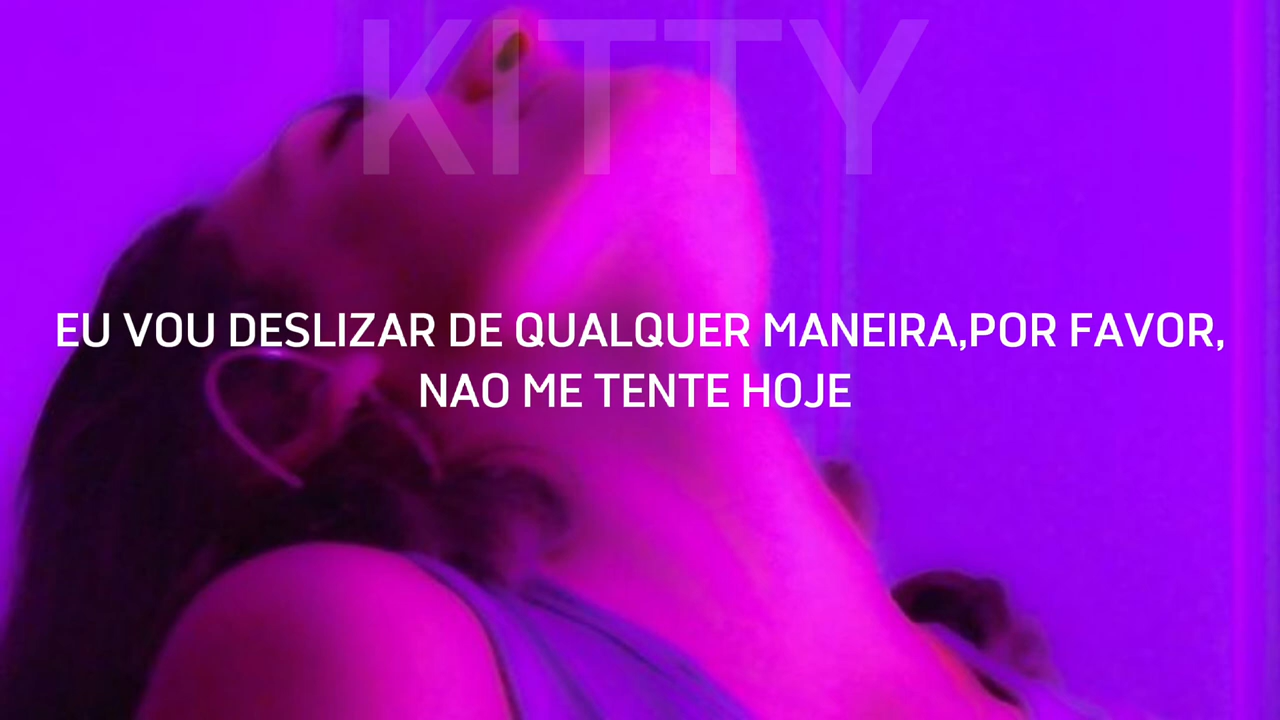 KITTY
EU VOU DESLIZAR DE QUALQUER MANEIRA,POR FAVOR,
NAO ME TENTE HOJE